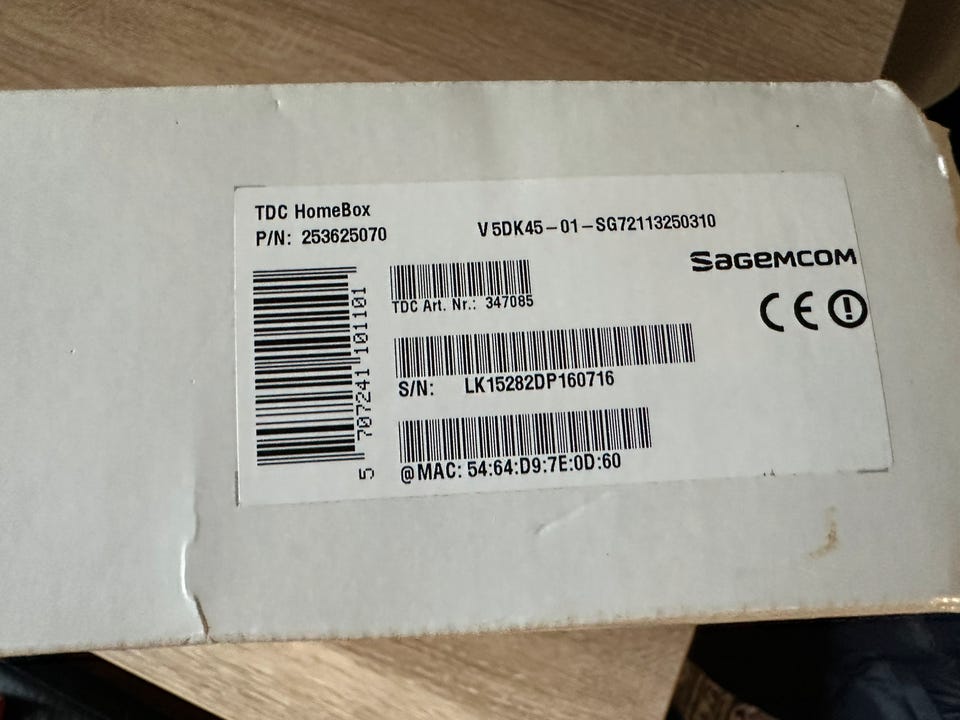 TDC HomeBox
P/N: 253625070
V5DK45-01-SG72113250310
SAGEMCOM
CE
TDC Art. Nr.: 347085
S/N: LK15282DP160716
@MAC: 54:64:D9:7E:0D:60
5 707241 101101